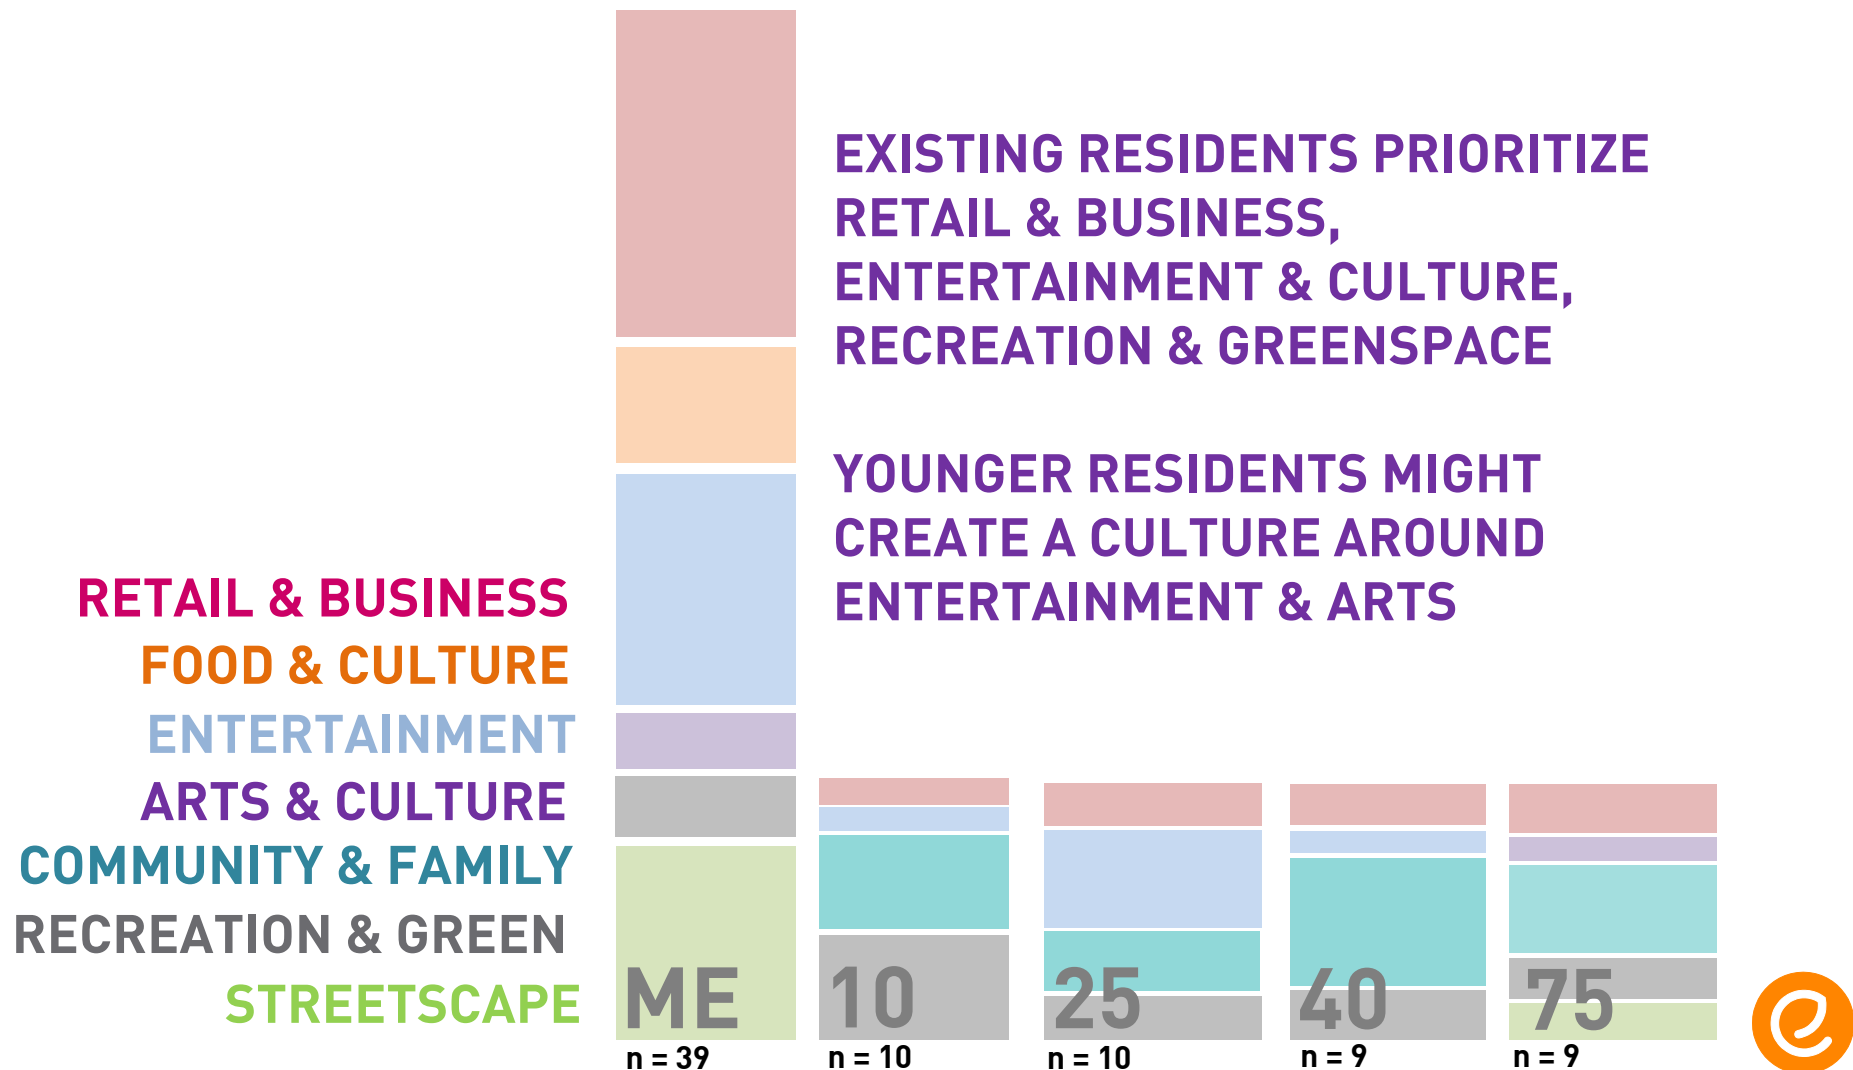 EXISTING RESIDENTS PRIORITIZE
RETAIL & BUSINESS,
ENTERTAINMENT & CULTURE,
RECREATION & GREENSPACE
YOUNGER RESIDENTS MIGHT
CREATE A CULTURE AROUND
ENTERTAINMENT & ARTS
RETAIL & BUSINESS
FOOD & CULTURE
ENTERTAINMENT
ARTS & CULTURE
COMMUNITY & FAMILY
RECREATION & GREEN
STREETSCAPE
ME 10 25 40 75
n = 39 n = 10 n = 10 n = 9 n = 9
e